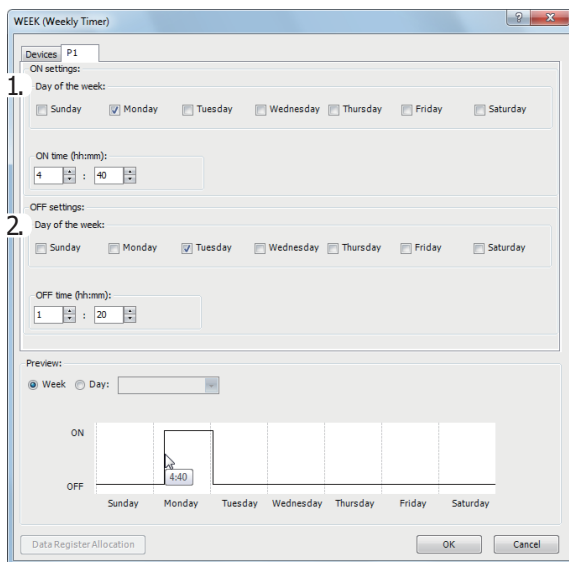 WEEK (Weekly Timer)
Devices P1
ON settings:
1. Day of the week:
Sunday Monday Tuesday Wednesday Thursday Friday Saturday
ON time (hh:mm):
4 : 40
OFF settings:
2. Day of the week:
Sunday Monday Tuesday Wednesday Thursday Friday Saturday
OFF time (hh:mm):
1 : 20
Preview:
Week Day:
ON
4:40
OFF
Sunday Monday Tuesday Wednesday Thursday Friday Saturday
Data Register Allocation OK Cancel